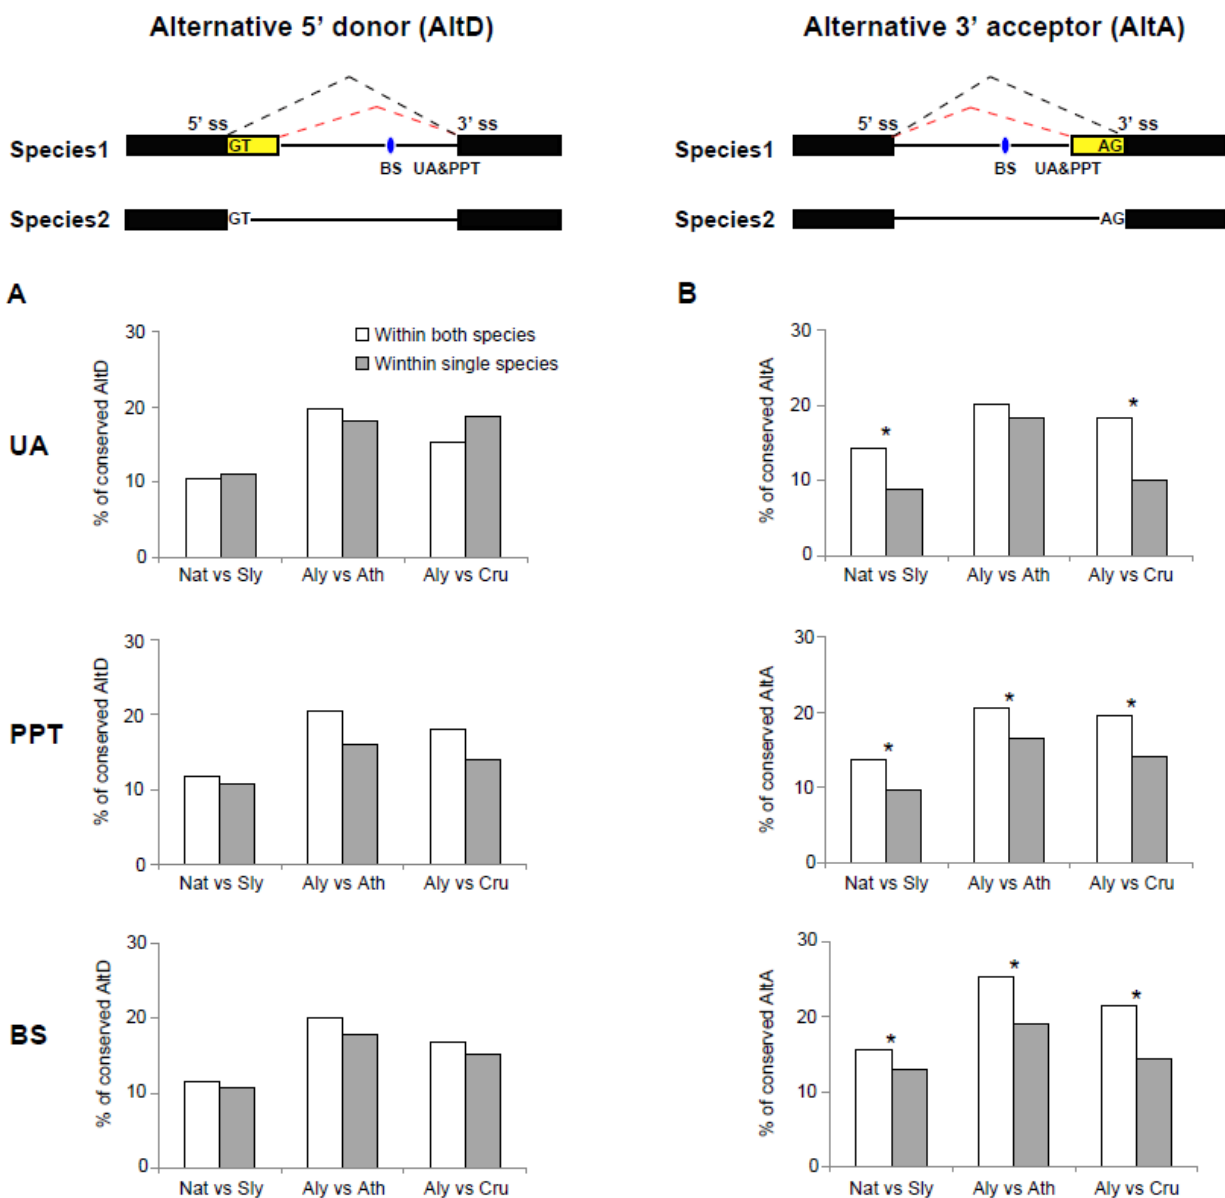 Alternative 5’ donor (AltD)
Alternative 3’ acceptor (AltA)
5’ ss
3’ ss
Species1
GT
BS
UA&PPT
Species2
GT
5’ ss
3’ ss
Species1
AG
BS
UA&PPT
Species2
AG
A
UA
% of conserved AltD
30
20
10
0
Within both species
Winthin single species
Nat vs Sly
Aly vs Ath
Aly vs Cru
B
% of conserved AltA
30
20
10
0
*
*
Nat vs Sly
Aly vs Ath
Aly vs Cru
PPT
% of conserved AltD
30
20
10
0
Nat vs Sly
Aly vs Ath
Aly vs Cru
% of conserved AltA
30
20
10
0
*
*
*
Nat vs Sly
Aly vs Ath
Aly vs Cru
BS
% of conserved AltD
30
20
10
0
Nat vs Sly
Aly vs Ath
Aly vs Cru
% of conserved AltA
30
20
10
0
*
*
*
Nat vs Sly
Aly vs Ath
Aly vs Cru